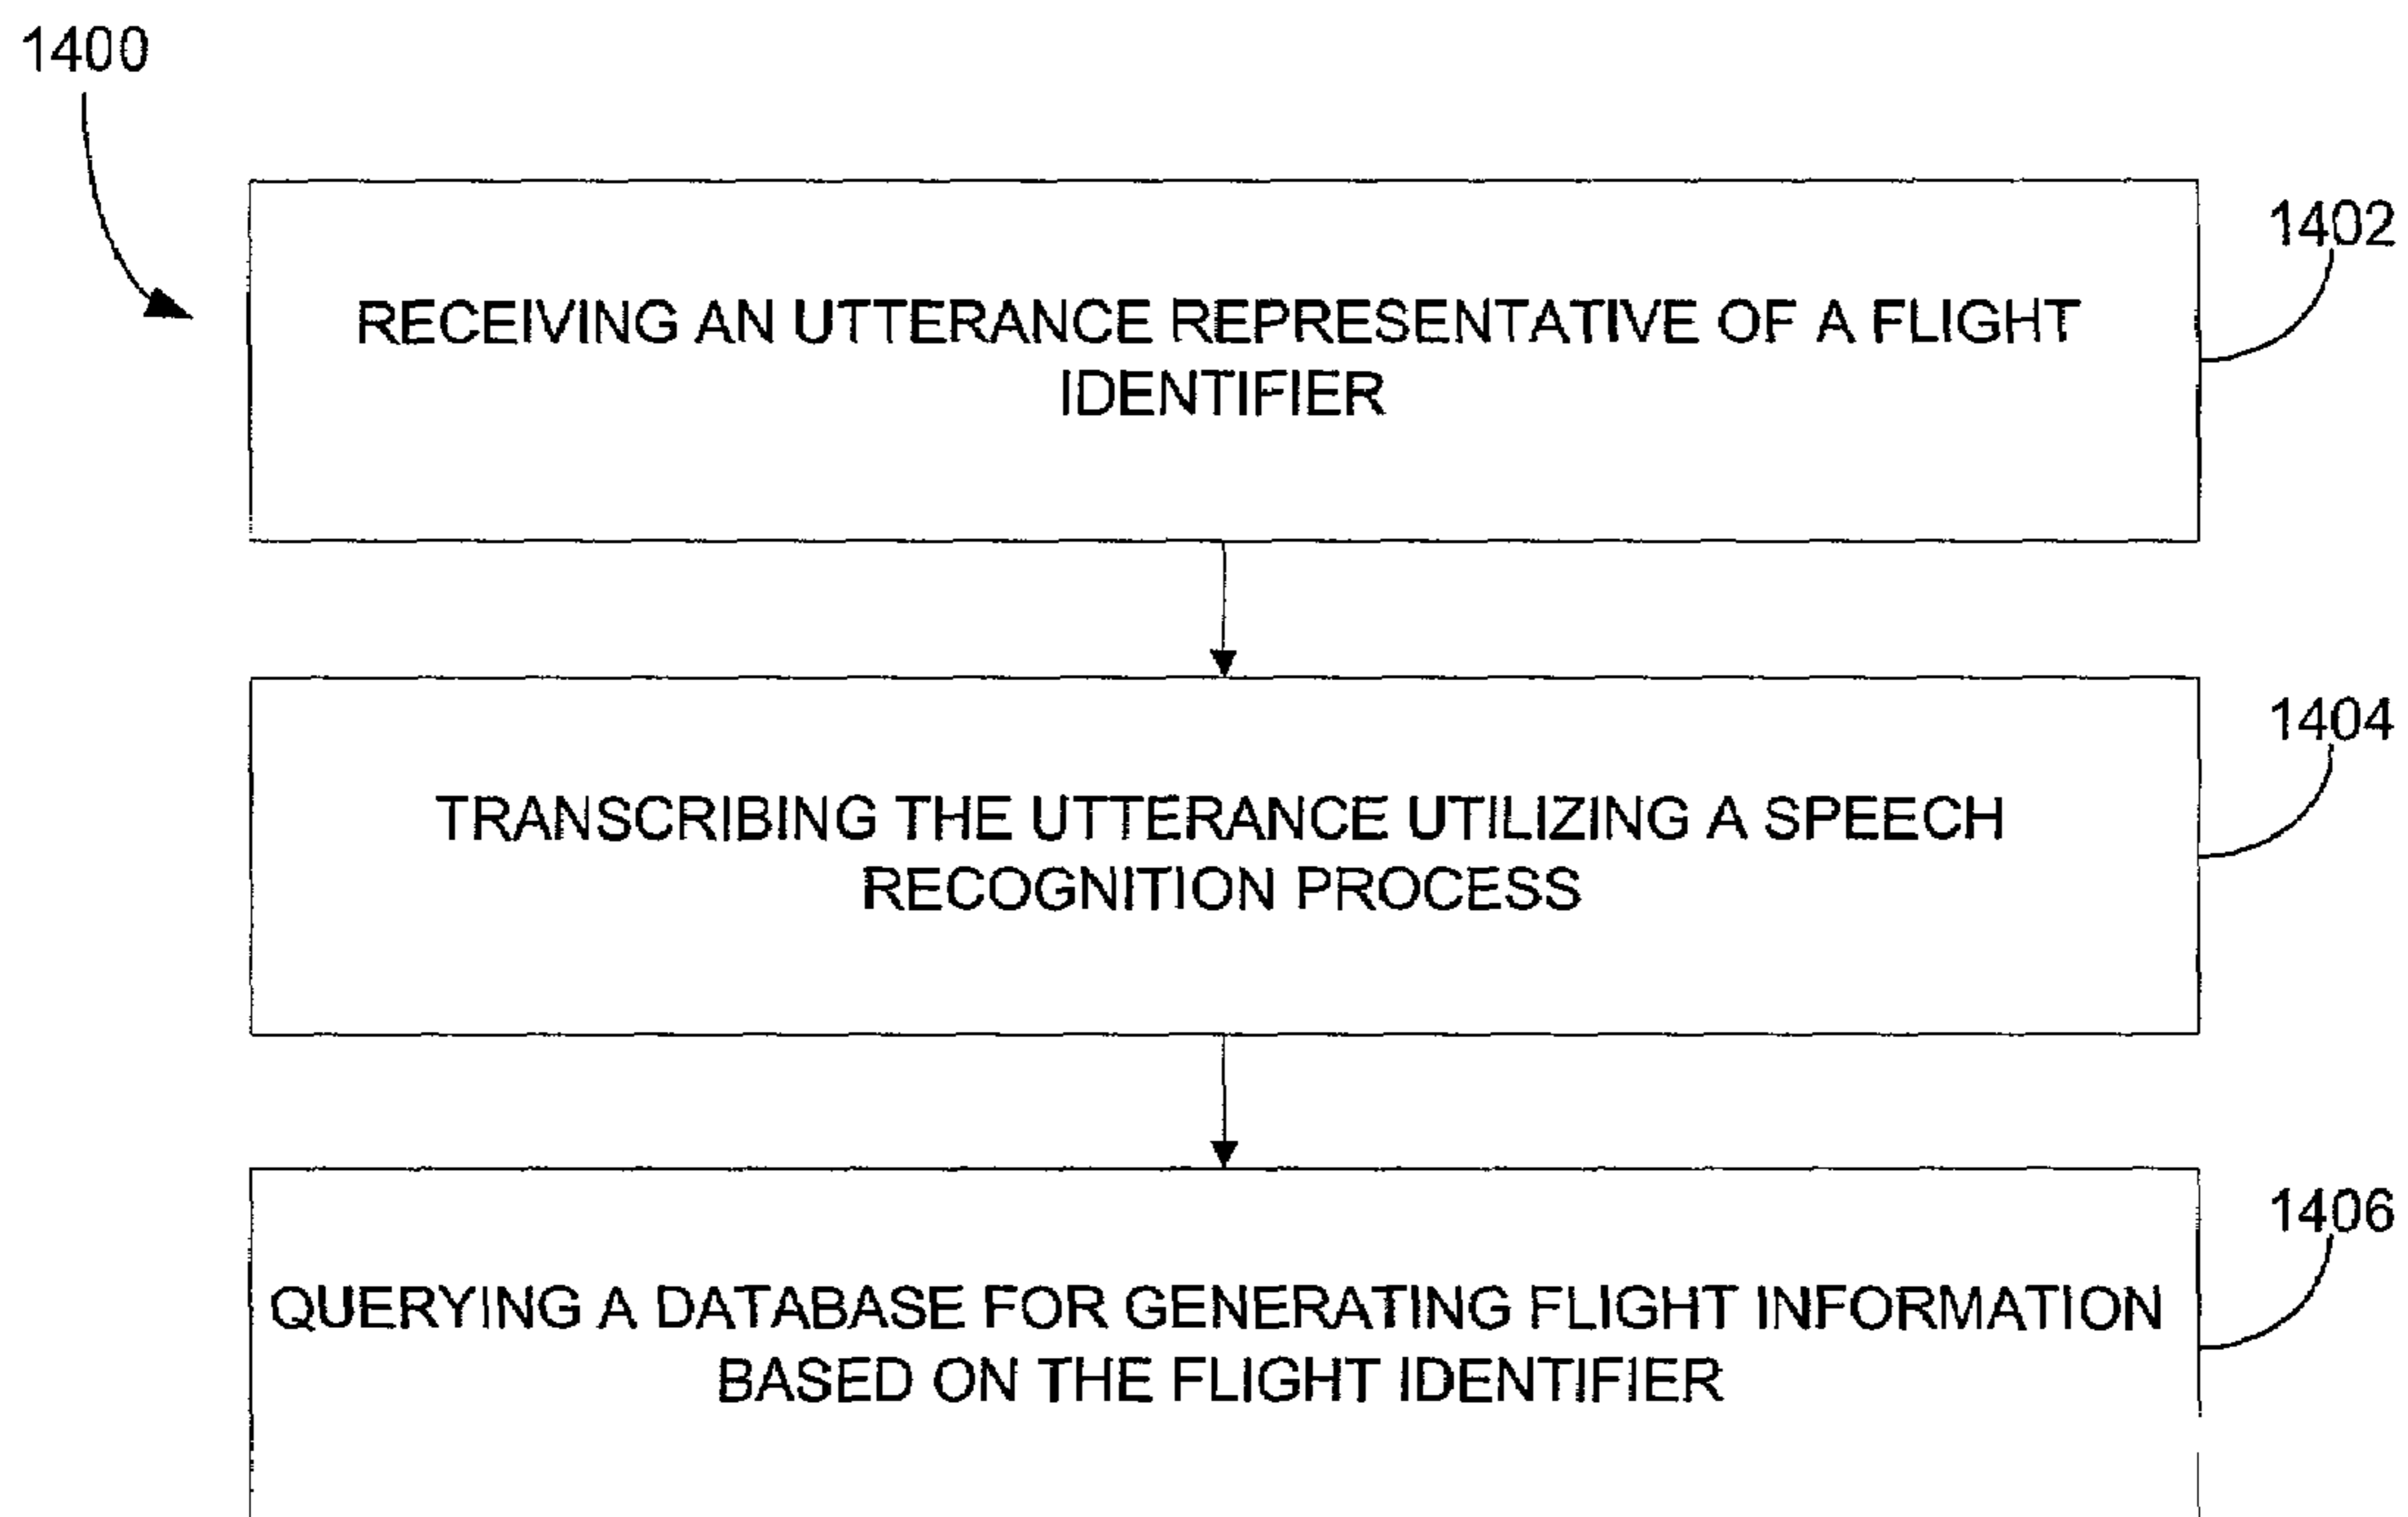 1400
1402
RECEIVING AN UTTERANCE REPRESENTATIVE OF A FLIGHT
IDENTIFIER
1404
TRANSCRIBING THE UTTERANCE UTILIZING A SPEECH
RECOGNITION PROCESS
1406
QUERYING A DATABASE FOR GENERATING FLIGHT INFORMATION
BASED ON THE FLIGHT IDENTIFIER